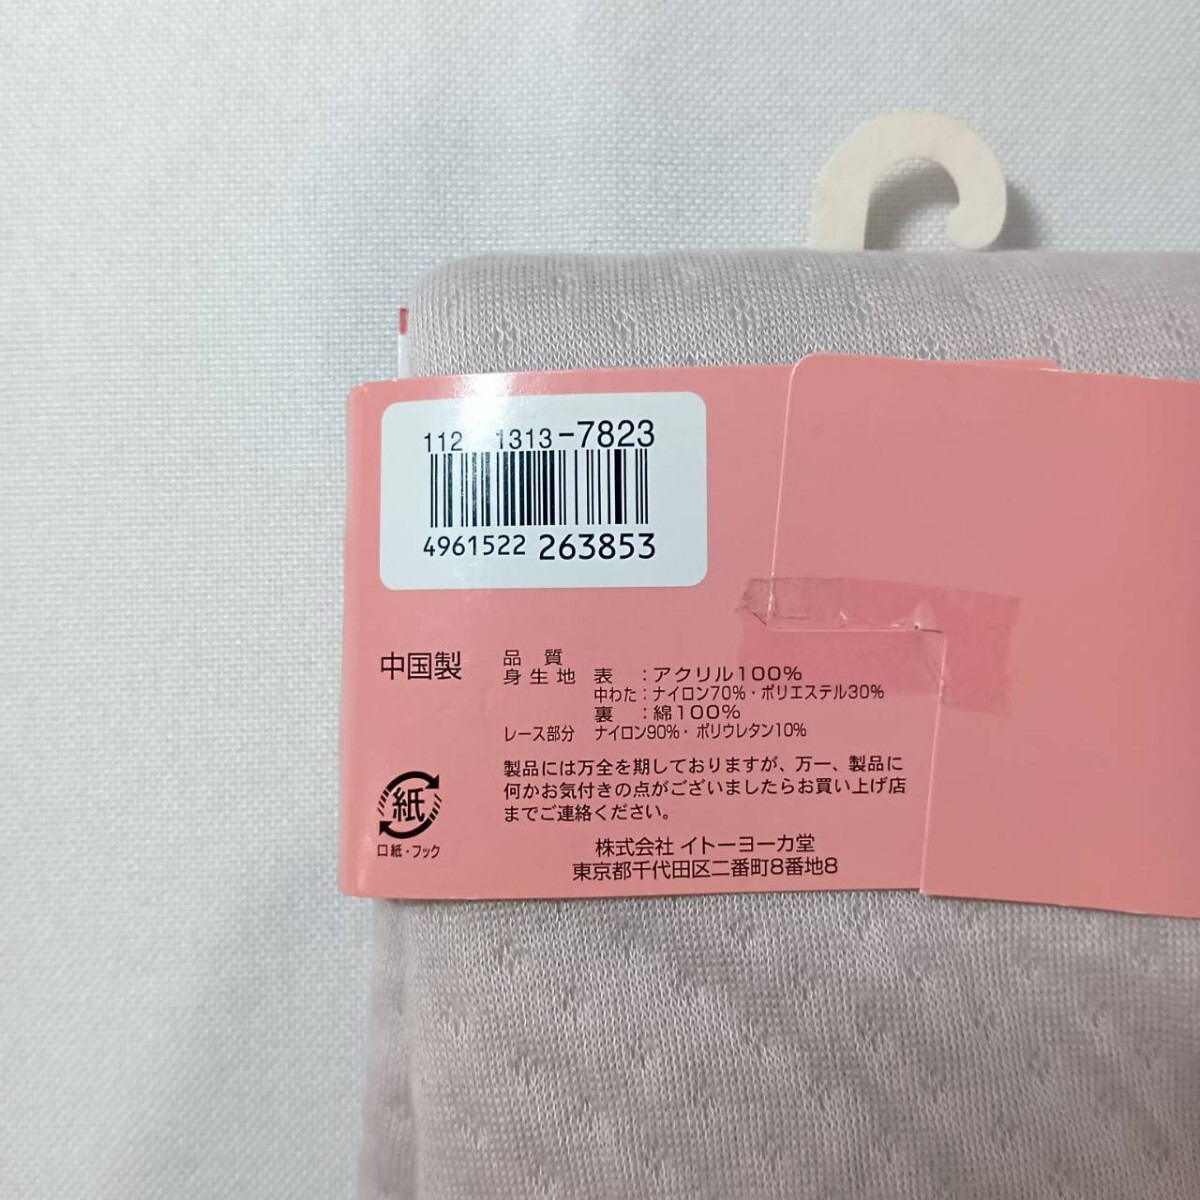 112 1313-7823
4961522 263853
中国製
品質
身生地 表 : アクリル100%
中わた : ナイロン70%・ポリエステル30%
裏 : 綿100%
レース部分 ナイロン90%・ポリウレタン10%
製品には万全を期しておりますが、万一、製品に
何かお気付きの点がございましたらお買い上げ店
までご連絡ください。
紙
口紙・フック
株式会社 イトーヨーカ堂
東京都千代田区二番町8番地8